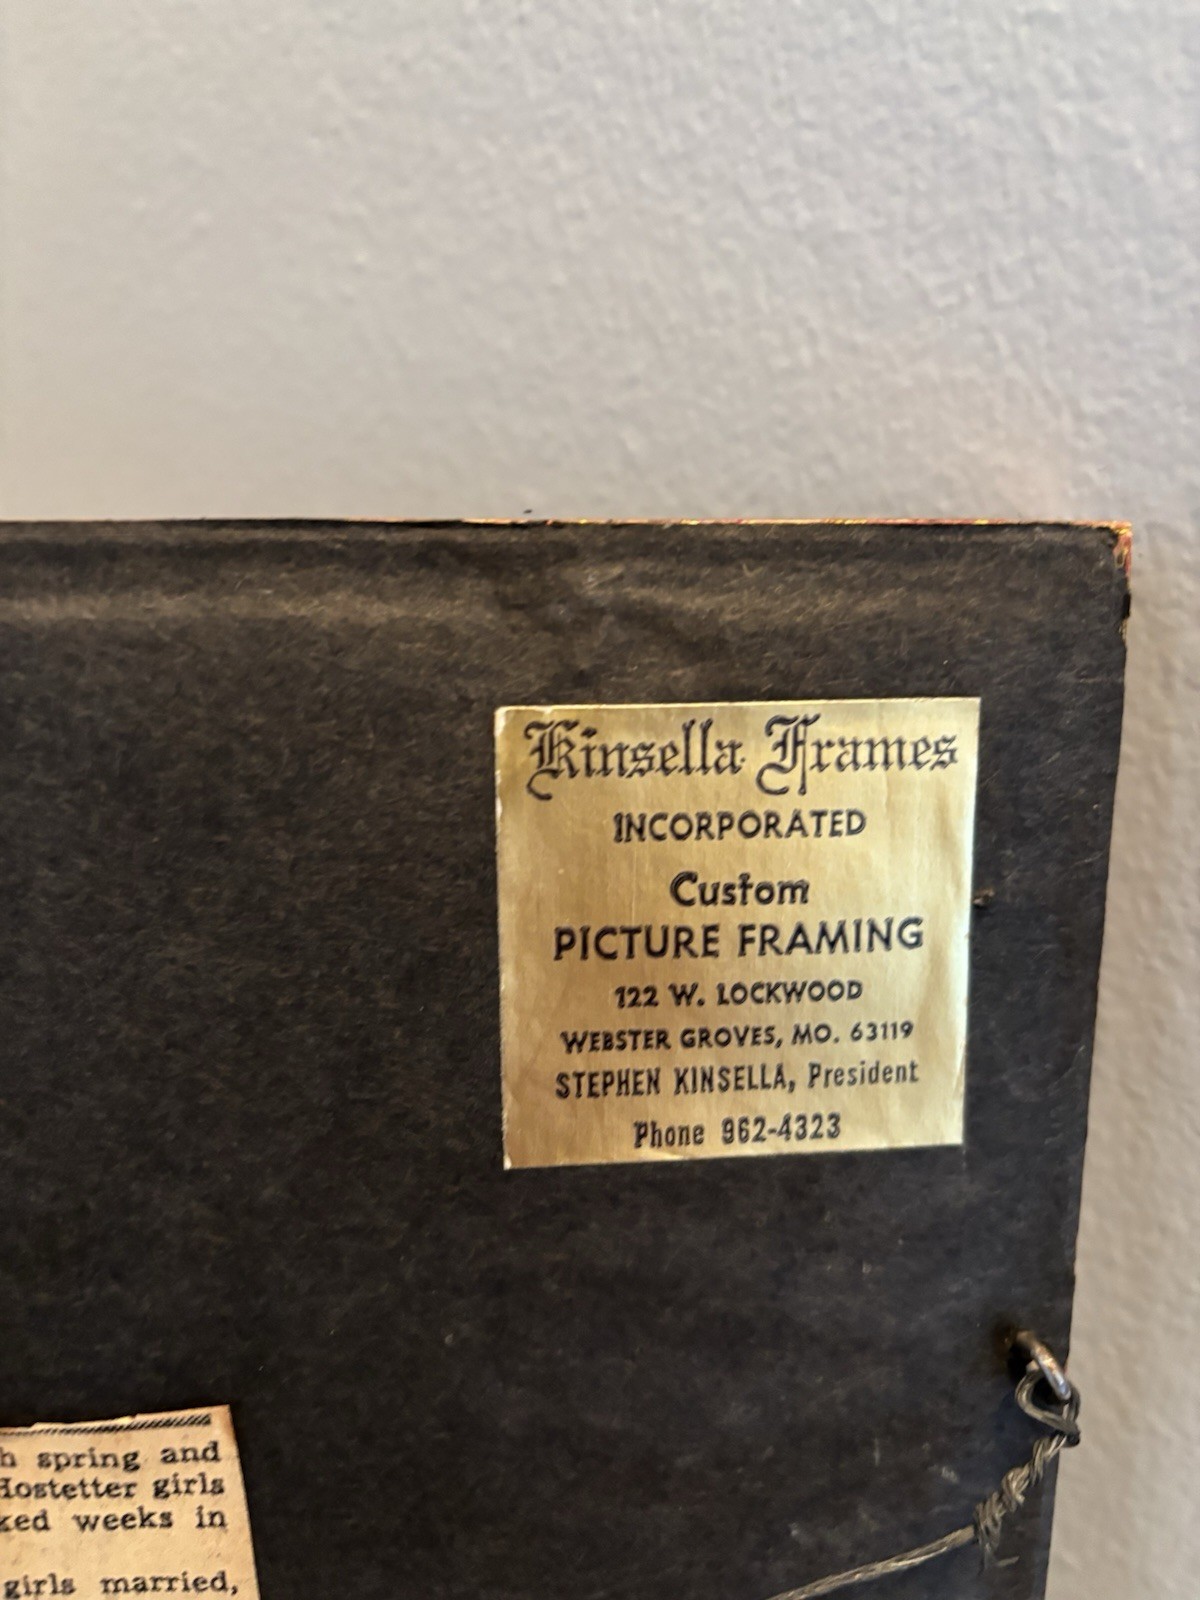 Kinsella Frames
INCORPORATED
Custom
PICTURE FRAMING
122 W. LOCKWOOD
WEBSTER GROVES, MO. 63119
STEPHEN KINSELLA, President
Phone 962-4323
spring and
Hostetter girls
weeks in
girls married,